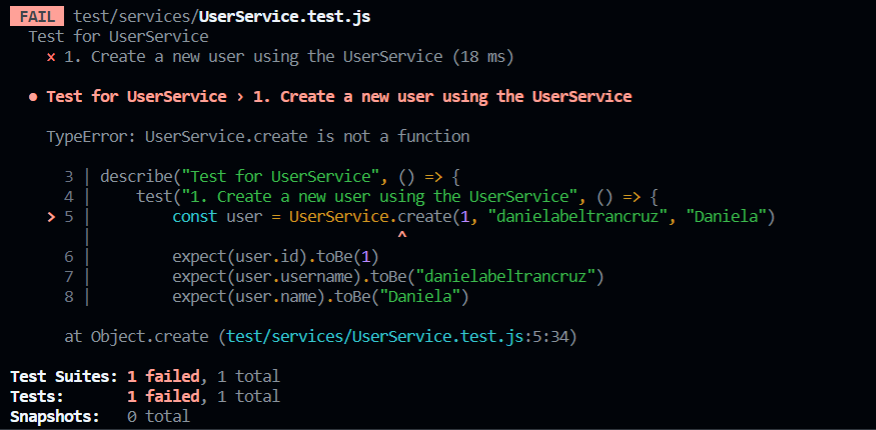 FAIL test/services/UserService.test.js
Test for UserService
× 1. Create a new user using the UserService (18 ms)
● Test for UserService › 1. Create a new user using the UserService
TypeError: UserService.create is not a function
3 | describe("Test for UserService", () => {
4 | test("1. Create a new user using the UserService", () => {
> 5 | const user = UserService.create(1, "danielabeltrancruz", "Daniela")
| ^
6 | expect(user.id).toBe(1)
7 | expect(user.username).toBe("danielabeltrancruz")
8 | expect(user.name).toBe("Daniela")
at Object.create (test/services/UserService.test.js:5:34)
Test Suites: 1 failed, 1 total
Tests: 1 failed, 1 total
Snapshots: 0 total